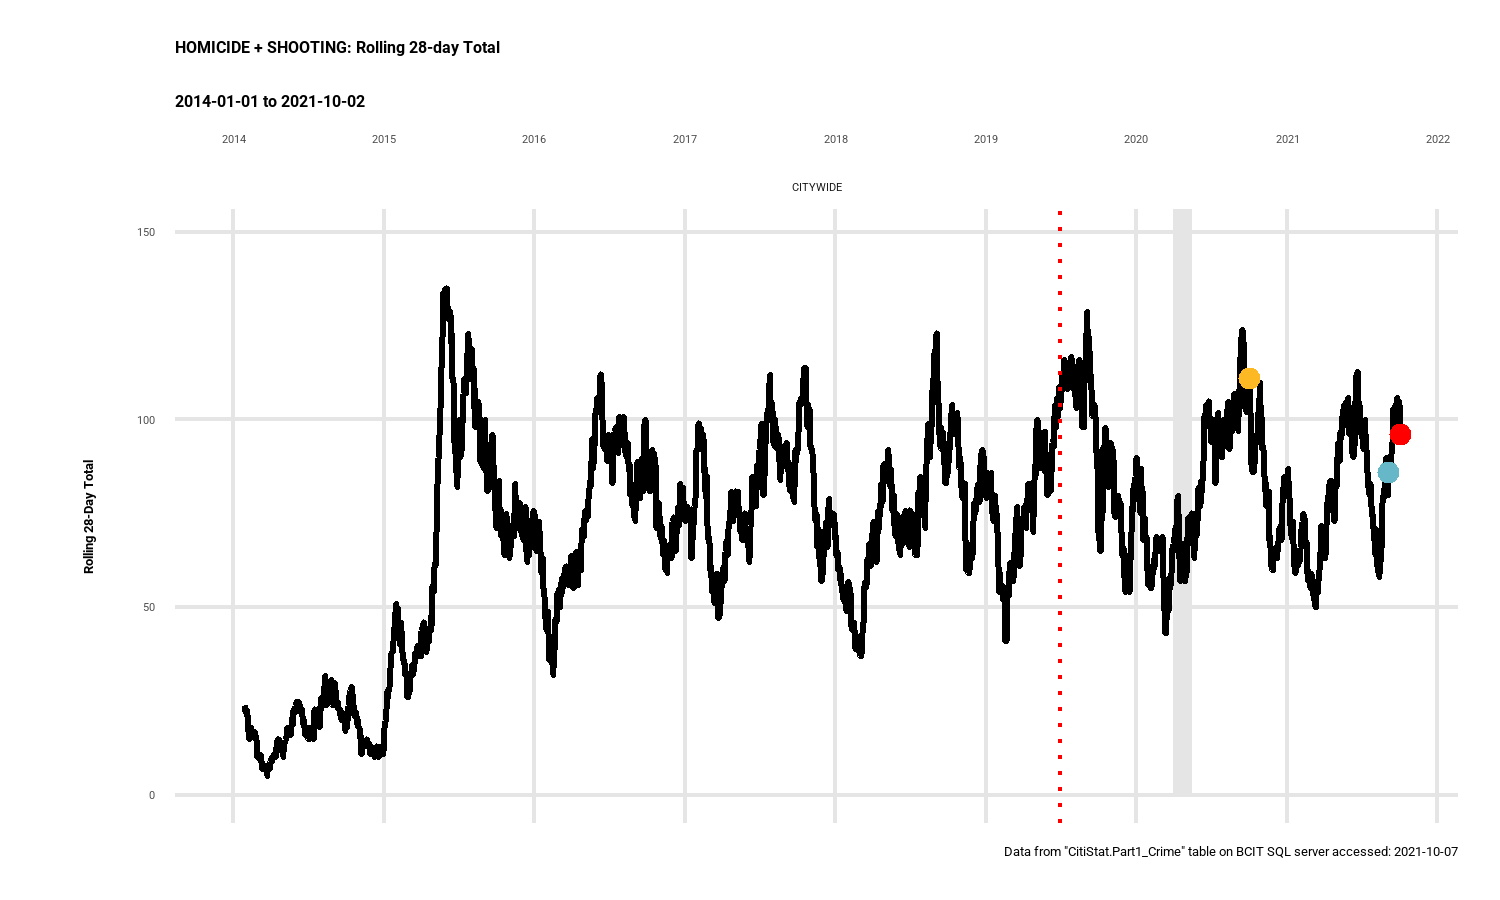 HOMICIDE + SHOOTING: Rolling 28-day Total
2014-01-01 to 2021-10-02
2014 2015 2016 2017 2018 2019 2020 2021 2022
CITYWIDE
150
100
50
0
Rolling 28-Day Total
Data from "CitiStat.Part1_Crime" table on BCIT SQL server accessed: 2021-10-07